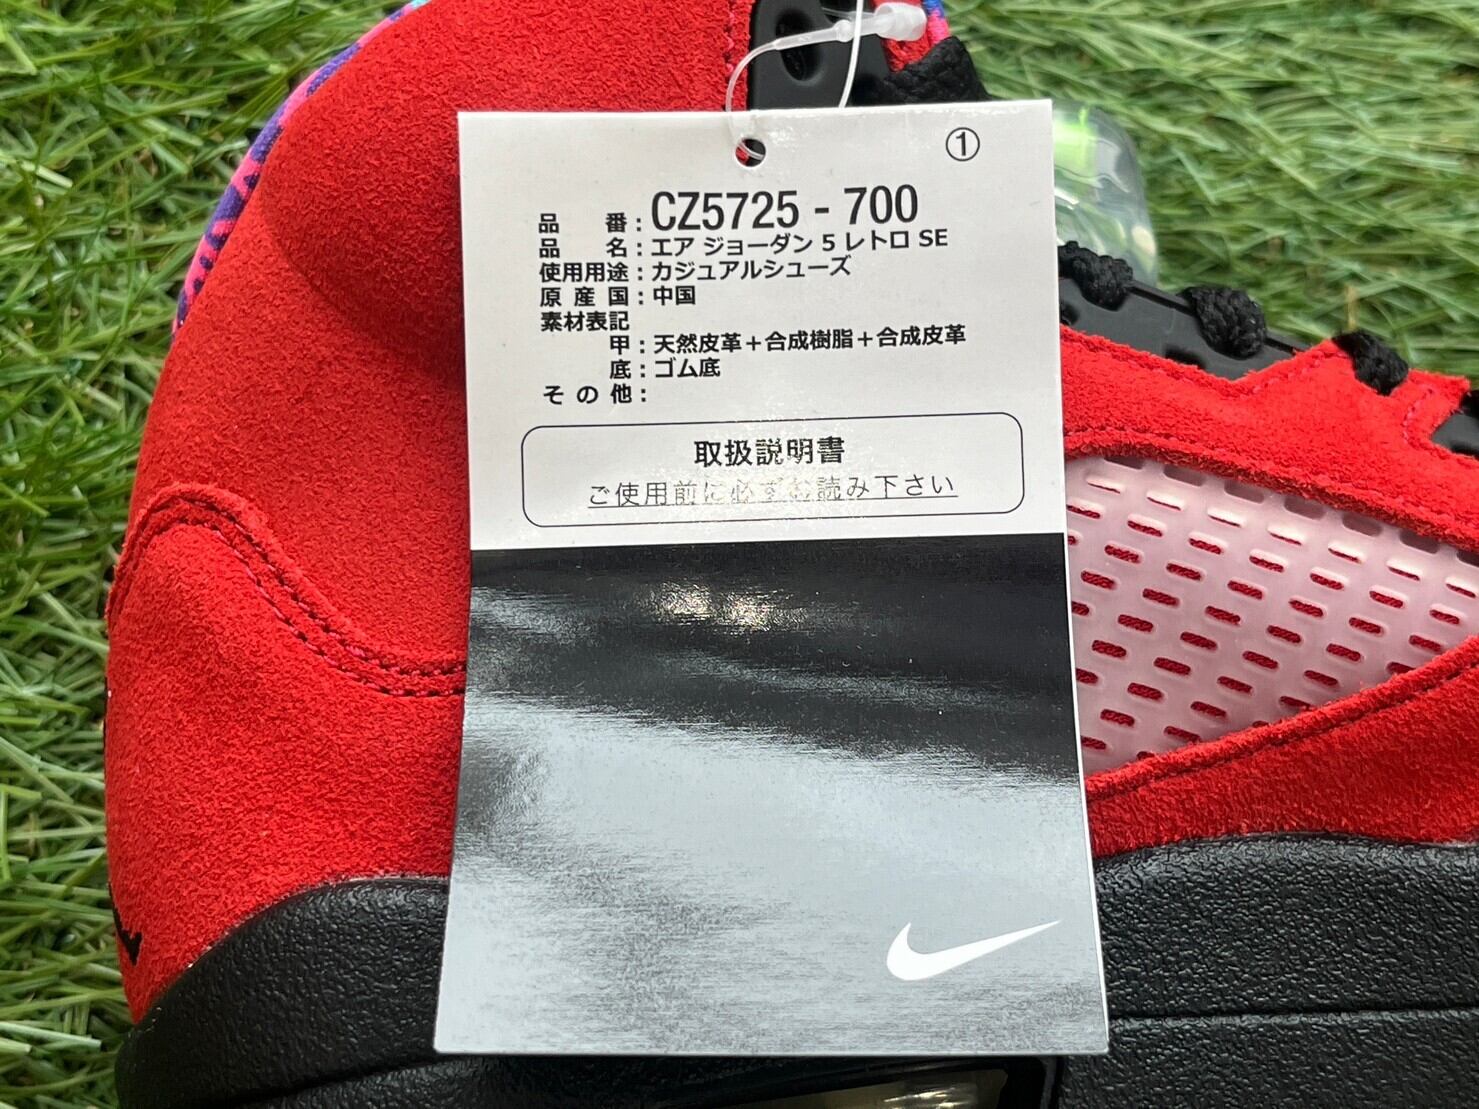 ①
品番：CZ5725 - 700
品名：エア ジョーダン 5 レトロ SE
使用用途：カジュアルシューズ
原産国：中国
素材表記
甲：天然皮革＋合成樹脂＋合成皮革
底：ゴム底
その他：
取扱説明書
ご使用前に必ずお読み下さい